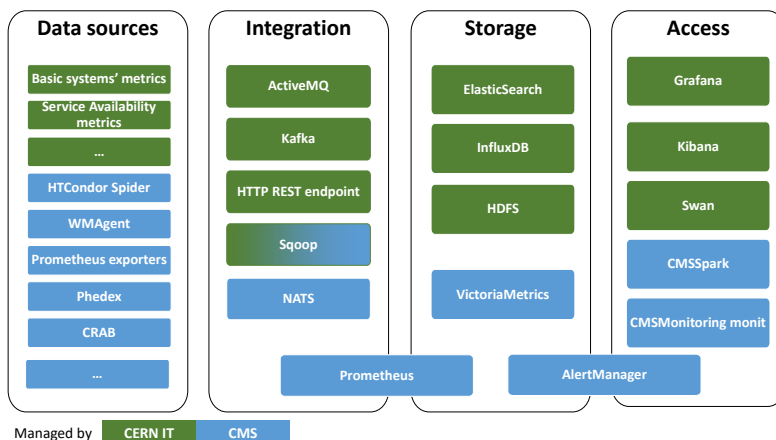 Data sources
Basic systems' metrics
Service Availability
metrics
...
HTCondor Spider
WMAgent
Prometheus exporters
Phedex
CRAB
...
Integration
ActiveMQ
Kafka
HTTP REST endpoint
Sqoop
NATS
Prometheus
Storage
ElasticSearch
InfluxDB
HDFS
VictoriaMetrics
AlertManager
Access
Grafana
Kibana
Swan
CMSSpark
CMSMonitoring monit
Managed by CERN IT CMS